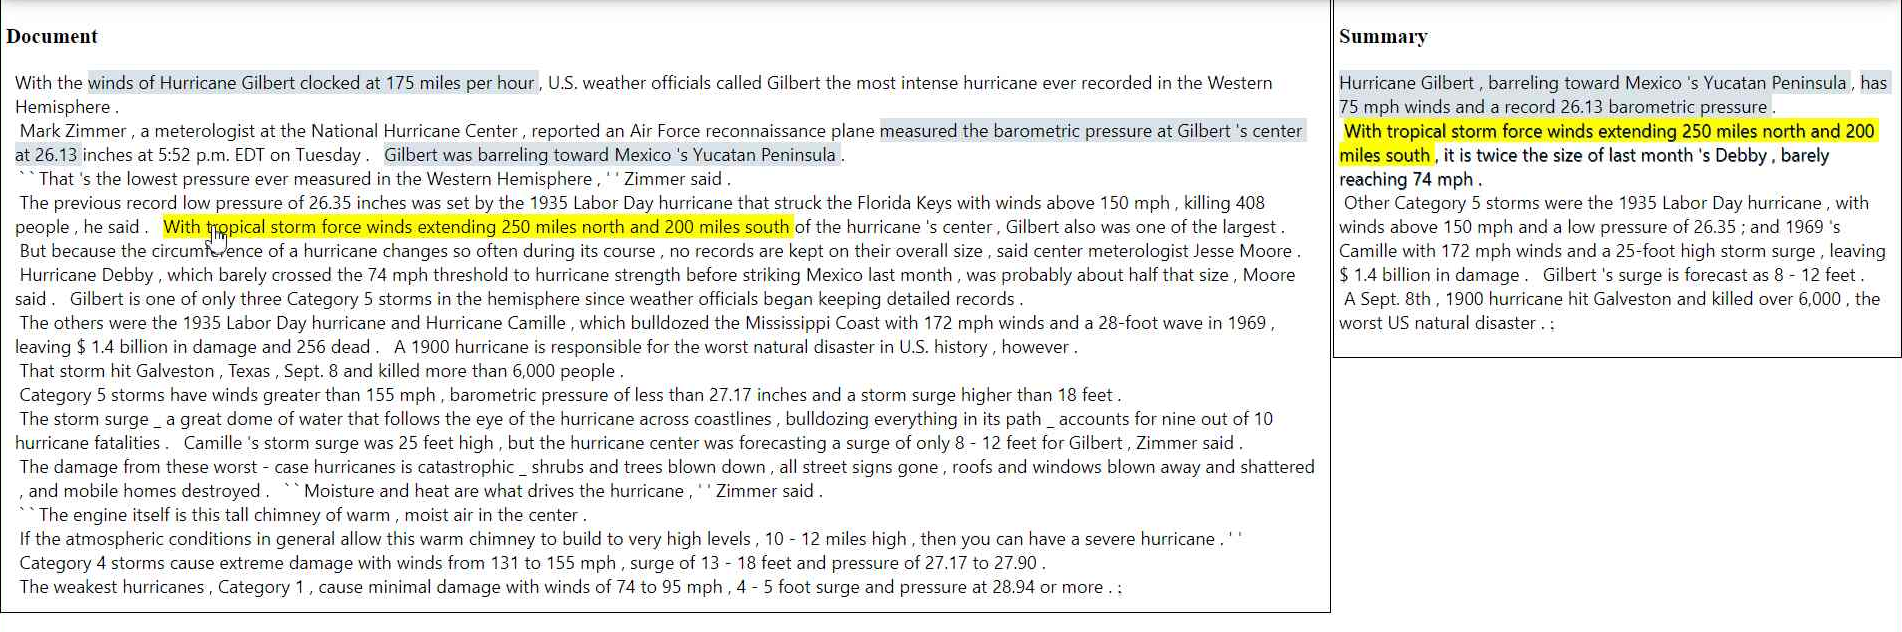 Document
With the winds of Hurricane Gilbert clocked at 175 miles per hour , U.S. weather officials called Gilbert the most intense hurricane ever recorded in the Western
Hemisphere .
Mark Zimmer , a meterologist at the National Hurricane Center , reported an Air Force reconnaissance plane measured the barometric pressure at Gilbert 's center
at 26.13 inches at 5:52 p.m. EDT on Tuesday . Gilbert was barreling toward Mexico 's Yucatan Peninsula .
` ` That 's the lowest pressure ever measured in the Western Hemisphere , ' ' Zimmer said .
The previous record low pressure of 26.35 inches was set by the 1935 Labor Day hurricane that struck the Florida Keys with winds above 150 mph , killing 408
people , he said . With tropical storm force winds extending 250 miles north and 200 miles south of the hurricane 's center , Gilbert also was one of the largest .
But because the circumference of a hurricane changes so often during its course , no records are kept on their overall size , said center meterologist Jesse Moore .
Hurricane Debby , which barely crossed the 74 mph threshold to hurricane strength before striking Mexico last month , was probably about half that size , Moore
said . Gilbert is one of only three Category 5 storms in the hemisphere since weather officials began keeping detailed records .
The others were the 1935 Labor Day hurricane and Hurricane Camille , which bulldozed the Mississippi Coast with 172 mph winds and a 28-foot wave in 1969 ,
leaving $ 1.4 billion in damage and 256 dead . A 1900 hurricane is responsible for the worst natural disaster in U.S. history , however .
That storm hit Galveston , Texas , Sept. 8 and killed more than 6,000 people .
Category 5 storms have winds greater than 155 mph , barometric pressure of less than 27.17 inches and a storm surge higher than 18 feet .
The storm surge _ a great dome of water that follows the eye of the hurricane across coastlines , bulldozing everything in its path _ accounts for nine out of 10
hurricane fatalities . Camille 's storm surge was 25 feet high , but the hurricane center was forecasting a surge of only 8 - 12 feet for Gilbert , Zimmer said .
The damage from these worst - case hurricanes is catastrophic _ shrubs and trees blown down , all street signs gone , roofs and windows blown away and shattered
, and mobile homes destroyed . ` ` Moisture and heat are what drives the hurricane , ' ' Zimmer said .
` ` The engine itself is this tall chimney of warm , moist air in the center .
If the atmospheric conditions in general allow this warm chimney to build to very high levels , 10 - 12 miles high , then you can have a severe hurricane . ' '
Category 4 storms cause extreme damage with winds from 131 to 155 mph , surge of 13 - 18 feet and pressure of 27.17 to 27.90 .
The weakest hurricanes , Category 1 , cause minimal damage with winds of 74 to 95 mph , 4 - 5 foot surge and pressure at 28.94 or more . ;
Summary
Hurricane Gilbert , barreling toward Mexico 's Yucatan Peninsula , has
75 mph winds and a record 26.13 barometric pressure .
With tropical storm force winds extending 250 miles north and 200
miles south , it is twice the size of last month 's Debby , barely
reaching 74 mph .
Other Category 5 storms were the 1935 Labor Day hurricane , with
winds above 150 mph and a low pressure of 26.35 ; and 1969 's
Camille with 172 mph winds and a 25-foot high storm surge , leaving
$ 1.4 billion in damage . Gilbert 's surge is forecast as 8 - 12 feet .
A Sept. 8th , 1900 hurricane hit Galveston and killed over 6,000 , the
worst US natural disaster . ;